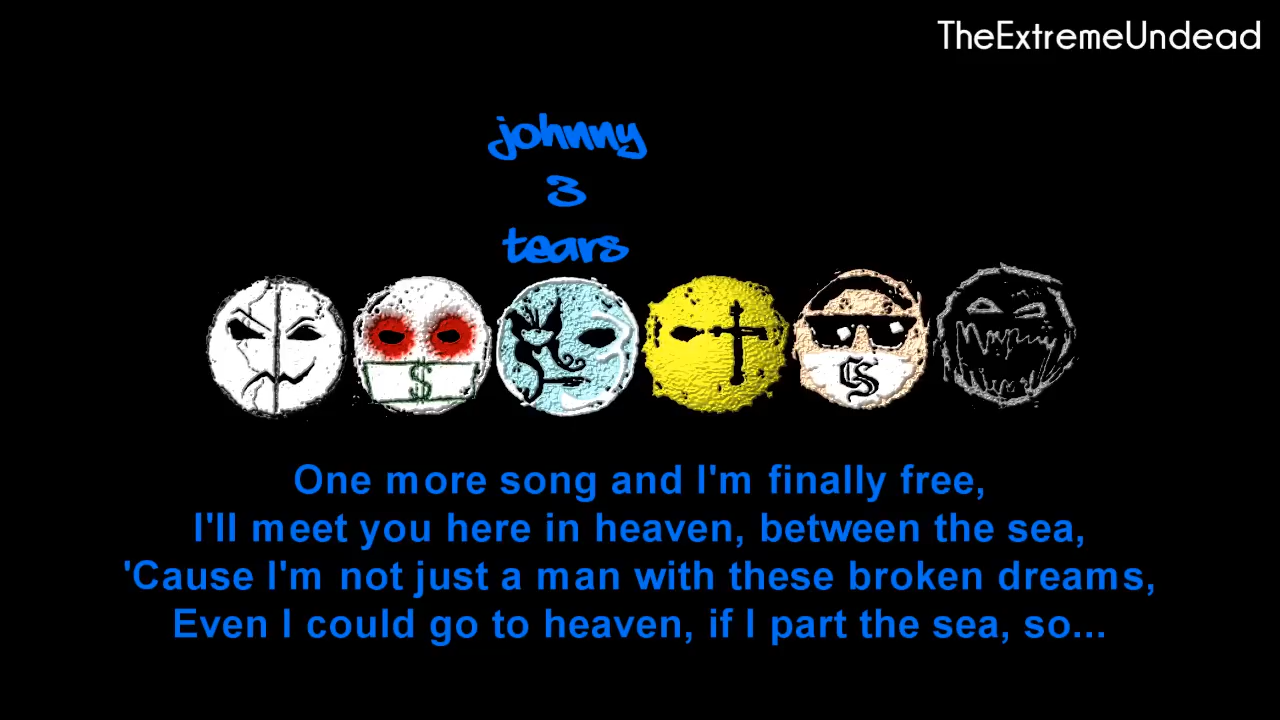 TheExtremeUndead
johnny
3
tears
$
S
One more song and I'm finally free,
I'll meet you here in heaven, between the sea,
'Cause I'm not just a man with these broken dreams,
Even I could go to heaven, if I part the sea, so...